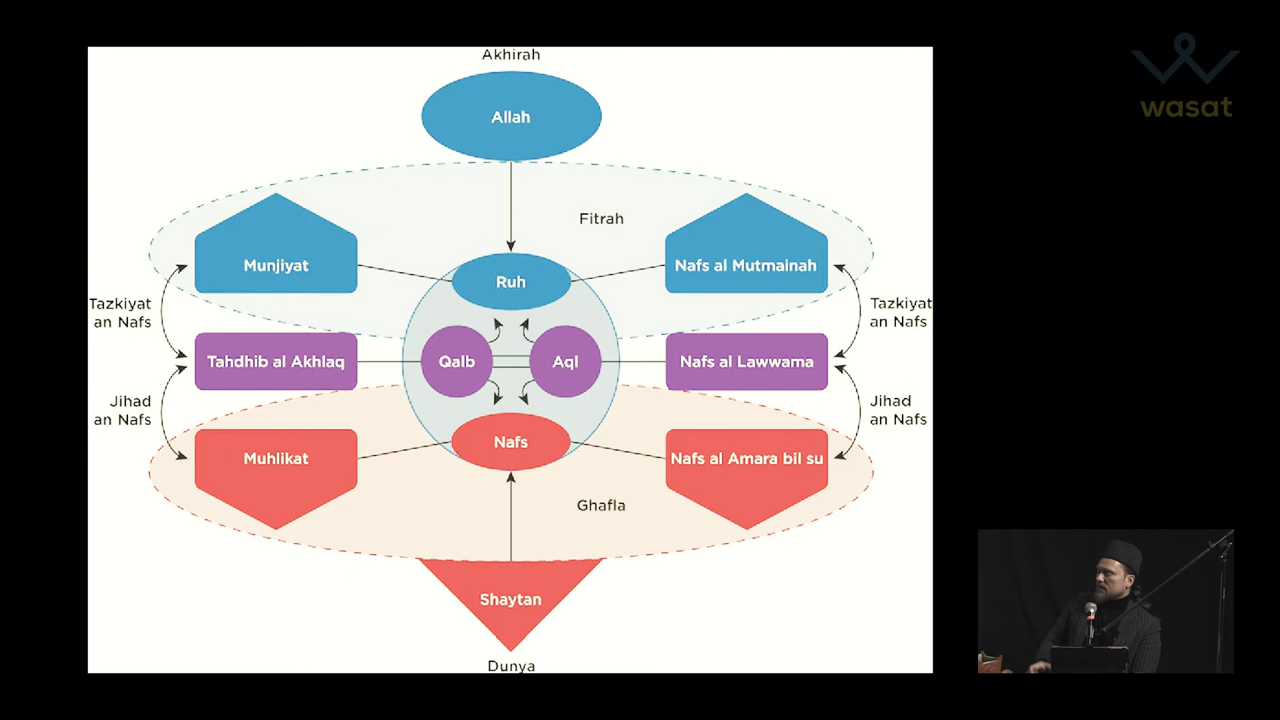 Akhirah
wasat
Allah
Fitrah
Munjiyat
Ruh
Nafs al Mutmainah
Tazkiyat
an Nafs
Tazkiyat
an Nafs
Tahdhib al Akhlaq
Qalb
Aql
Nafs al Lawwama
Jihad
an Nafs
Jihad
an Nafs
Muhlikat
Nafs
Nafs al Amara bil su
Ghafla
Shaytan
Dunya